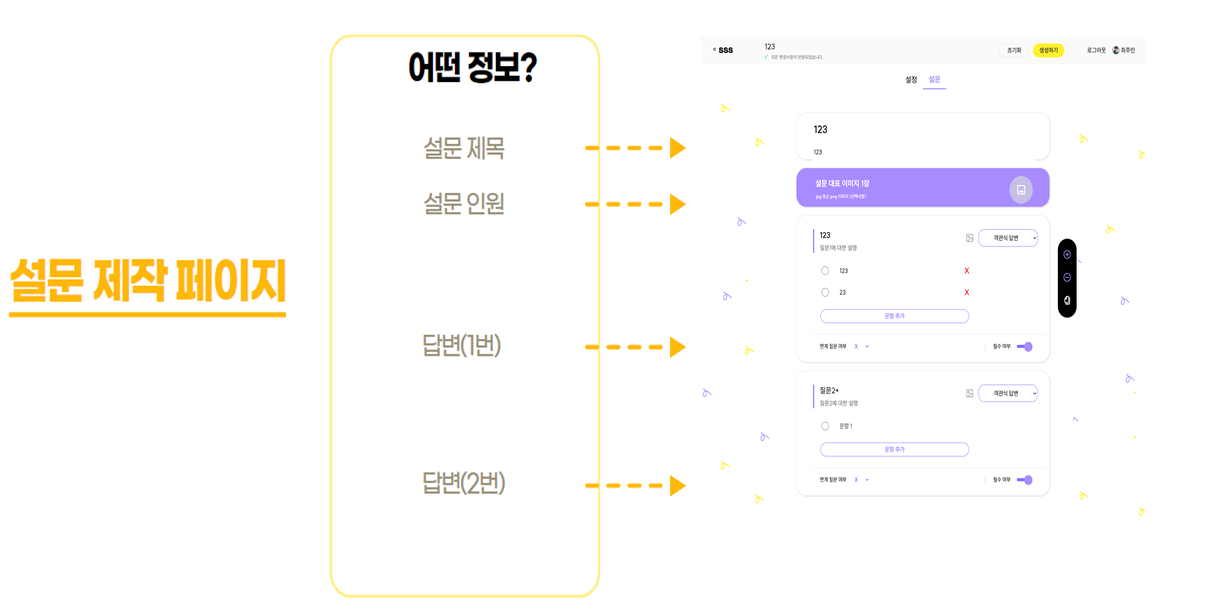 설문 제작 페이지
어떤 정보?
설문 제목
설문 인원
답변(1번)
답변(2번)
SSS
123
모든 변경사항이 반영되었습니다.
초기화
생성하기
로그아웃
최주민
설정
설문
123
123
설문 대표 이미지 1장
jpg 또는 png 이미지 (선택사항)
123
질문1에 대한 설명
객관식 답변
123
X
23
X
문항 추가
연계 질문 여부 X
필수 여부
질문2*
질문2에 대한 설명
객관식 답변
문항 1
문항 추가
연계 질문 여부 X
필수 여부